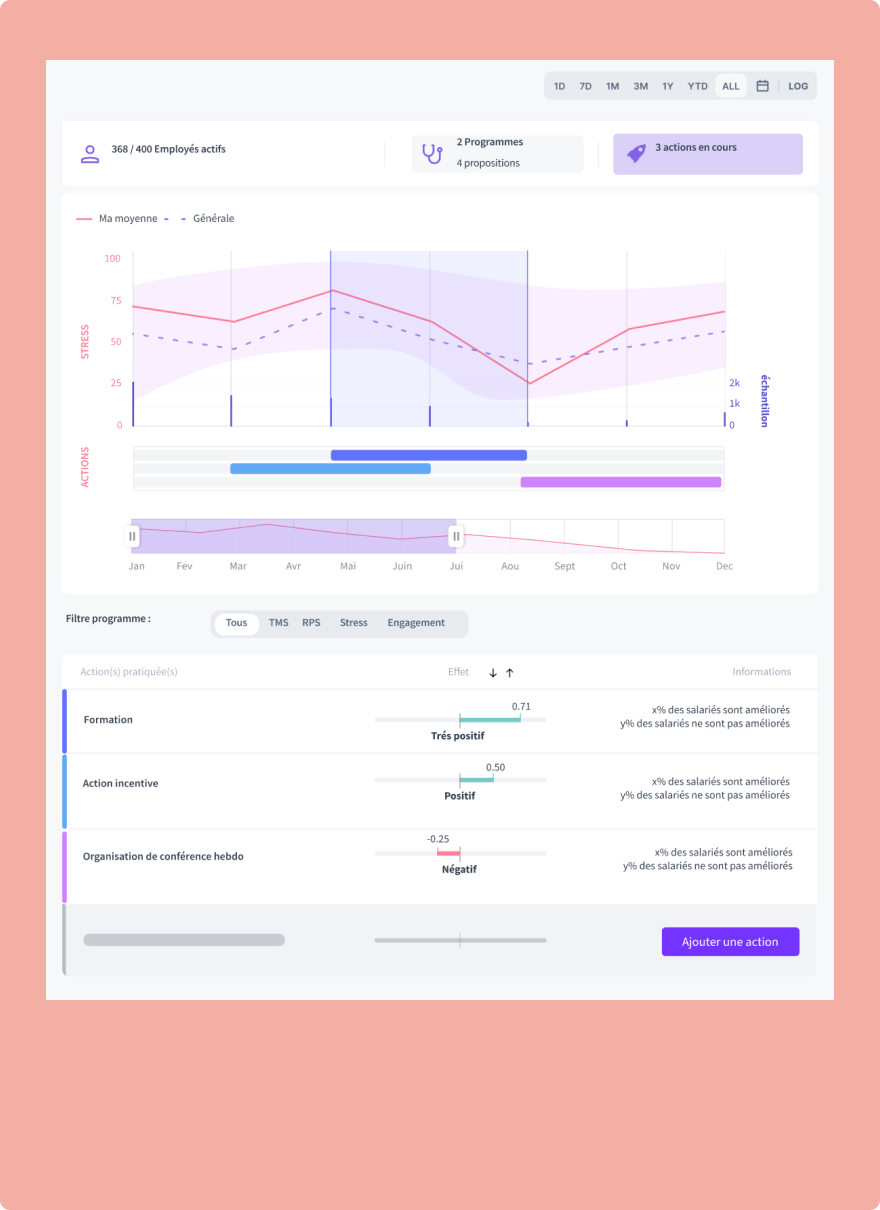 1D 7D 1M 3M 1Y YTD ALL LOG
368 / 400 Employés actifs
2 Programmes
4 propositions
3 actions en cours
Ma moyenne Générale
100
75
50
25
0
STRESS
2k
1k
0
échantillon
ACTIONS
Jan Fev Mar Avr Mai Juin Jui Aou Sept Oct Nov Dec
Filtre programme :
Tous TMS RPS Stress Engagement
Action(s) pratiquée(s) Effet Informations
Formation
0.71
Trés positif
x% des salariés sont améliorés
y% des salariés ne sont pas améliorés
Action incentive
0.50
Positif
x% des salariés sont améliorés
y% des salariés ne sont pas améliorés
Organisation de conférence hebdo
-0.25
Négatif
x% des salariés sont améliorés
y% des salariés ne sont pas améliorés
Ajouter une action